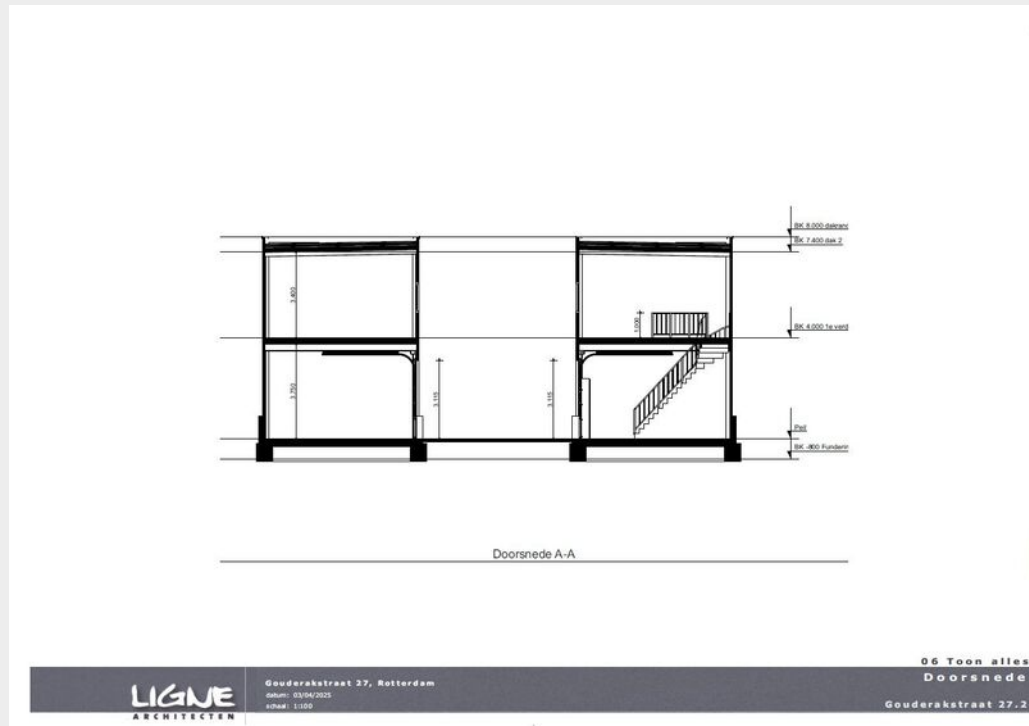 BK 8.000 dakranc
BK 7.400 dak 2
3.400
1.000
BK 4.000 1e verd
3.750
3.115
3.115
Peil
BK -800 Funderin
Doorsnede A-A
06 Toon alles
Doorsnede
Gouderakstraat 27.2
LIGNE
ARCHITECTEN
Gouderakstraat 27, Rotterdam
datum: 03/04/2025
schaal: 1:100